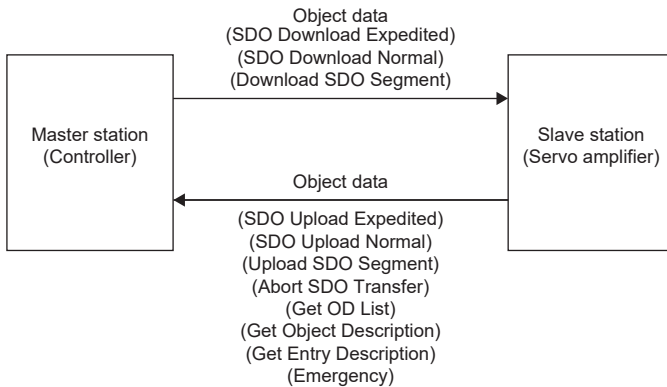 Object data
(SDO Download Expedited)
(SDO Download Normal)
(Download SDO Segment)
Master station
(Controller)
Slave station
(Servo amplifier)
Object data
(SDO Upload Expedited)
(SDO Upload Normal)
(Upload SDO Segment)
(Abort SDO Transfer)
(Get OD List)
(Get Object Description)
(Get Entry Description)
(Emergency)